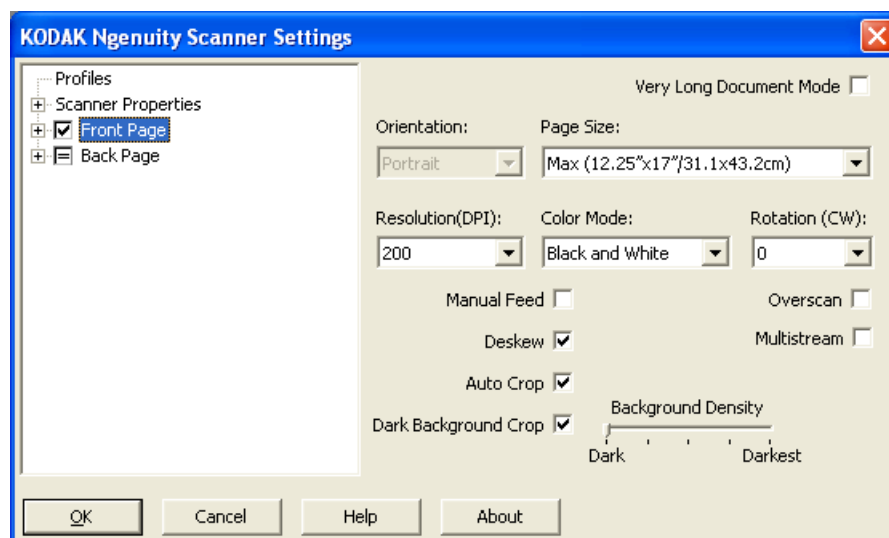 KODAK Ngenuity Scanner Settings
Profiles
Scanner Properties
Front Page
Back Page
Very Long Document Mode
Orientation: Page Size:
Portrait Max (12.25"x17"/31.1x43.2cm)
Resolution(DPI): Color Mode: Rotation (CW):
200 Black and White 0
Manual Feed Overscan
Deskew Multistream
Auto Crop
Dark Background Crop Background Density
Dark Darkest
OK Cancel Help About